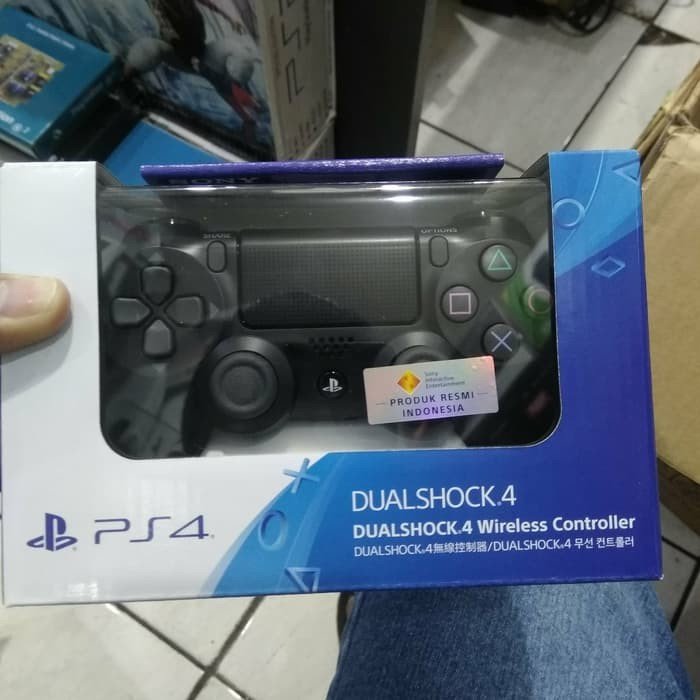 SONY
SHARE
OPTIONS
Sony
Interactive
Entertainment
PRODUK RESMI
INDONESIA
PS4
DUALSHOCK®4
DUALSHOCK®4 Wireless Controller
DUALSHOCK®4無線控制器/DUALSHOCK®4 무선 컨트롤러